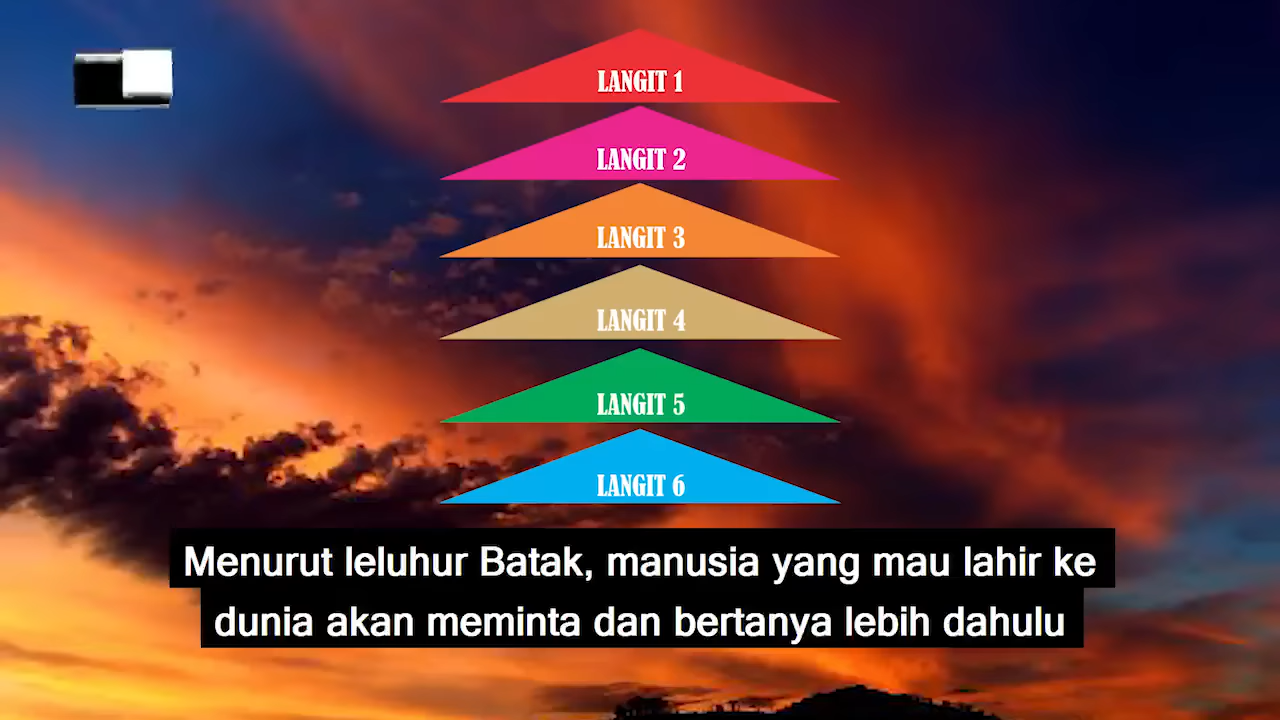 LANGIT 1
LANGIT 2
LANGIT 3
LANGIT 4
LANGIT 5
LANGIT 6
Menurut leluhur Batak, manusia yang mau lahir ke
dunia akan meminta dan bertanya lebih dahulu